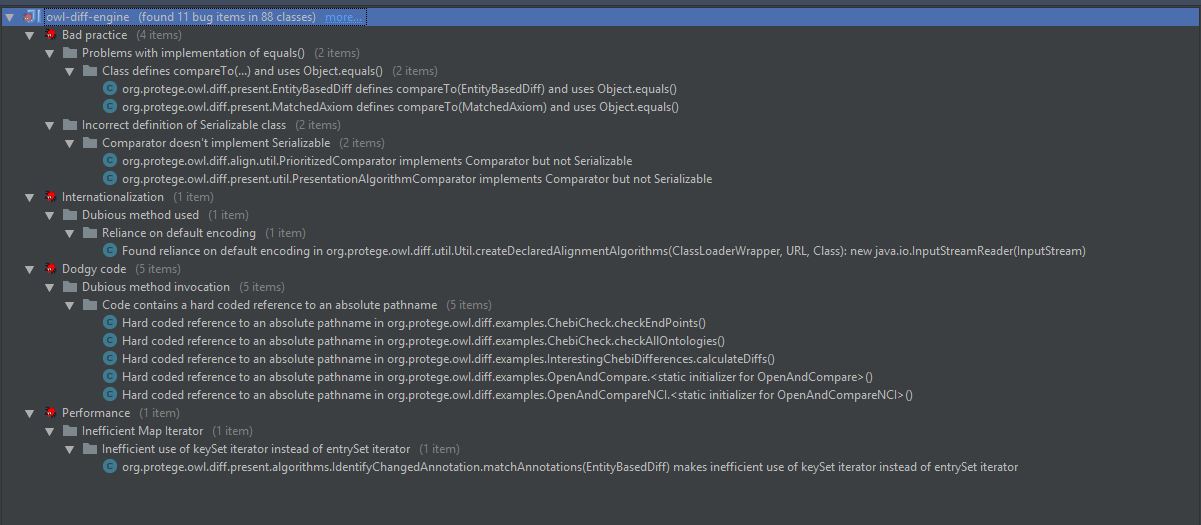 owl-diff-engine (found 11 bug items in 88 classes) more...
Bad practice (4 items)
Problems with implementation of equals() (2 items)
Class defines compareTo(...) and uses Object.equals() (2 items)
org.protege.owl.diff.present.EntityBasedDiff defines compareTo(EntityBasedDiff) and uses Object.equals()
org.protege.owl.diff.present.MatchedAxiom defines compareTo(MatchedAxiom) and uses Object.equals()
Incorrect definition of Serializable class (2 items)
Comparator doesn't implement Serializable (2 items)
org.protege.owl.diff.align.util.PrioritizedComparator implements Comparator but not Serializable
org.protege.owl.diff.present.util.PresentationAlgorithmComparator implements Comparator but not Serializable
Internationalization (1 item)
Dubious method used (1 item)
Reliance on default encoding (1 item)
Found reliance on default encoding in org.protege.owl.diff.util.Util.createDeclaredAlignmentAlgorithms(ClassLoaderWrapper, URL, Class): new java.io.InputStreamReader(InputStream)
Dodgy code (5 items)
Dubious method invocation (5 items)
Code contains a hard coded reference to an absolute pathname (5 items)
Hard coded reference to an absolute pathname in org.protege.owl.diff.examples.ChebiCheck.checkEndPoints()
Hard coded reference to an absolute pathname in org.protege.owl.diff.examples.ChebiCheck.checkAllOntologies()
Hard coded reference to an absolute pathname in org.protege.owl.diff.examples.InterestingChebiDifferences.calculateDiffs()
Hard coded reference to an absolute pathname in org.protege.owl.diff.examples.OpenAndCompare.<static initializer for OpenAndCompare>()
Hard coded reference to an absolute pathname in org.protege.owl.diff.examples.OpenAndCompareNCI.<static initializer for OpenAndCompareNCI>()
Performance (1 item)
Inefficient Map Iterator (1 item)
Inefficient use of keySet iterator instead of entrySet iterator (1 item)
org.protege.owl.diff.present.algorithms.IdentifyChangedAnnotation.matchAnnotations(EntityBasedDiff) makes inefficient use of keySet iterator instead of entrySet iterator